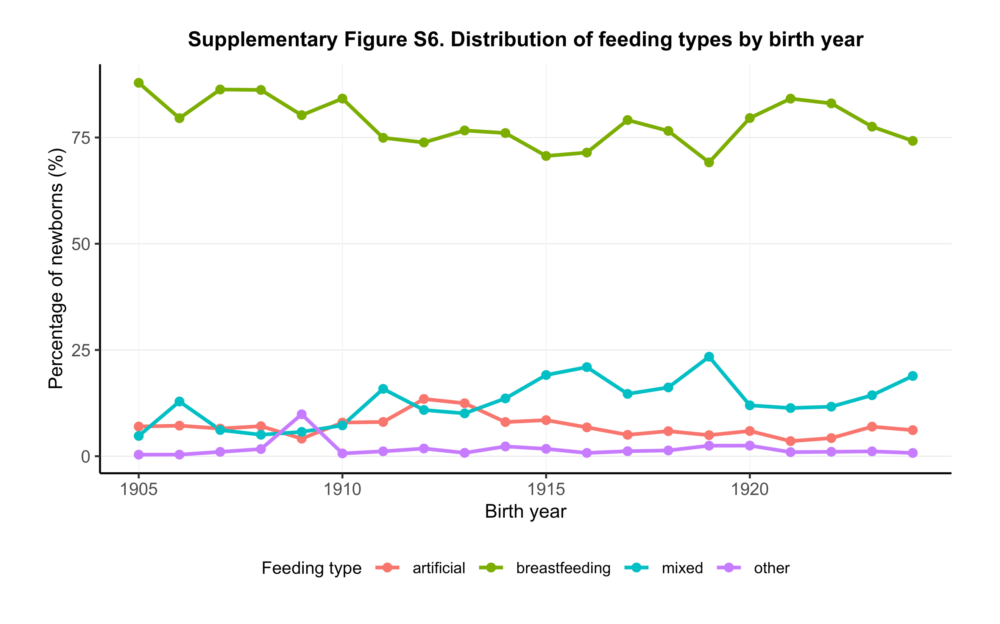 Supplementary Figure S6. Distribution of feeding types by birth year
Percentage of newborns (%)
75
50
25
0
1905 1910 1915 1920
Birth year
Feeding type artificial breastfeeding mixed other